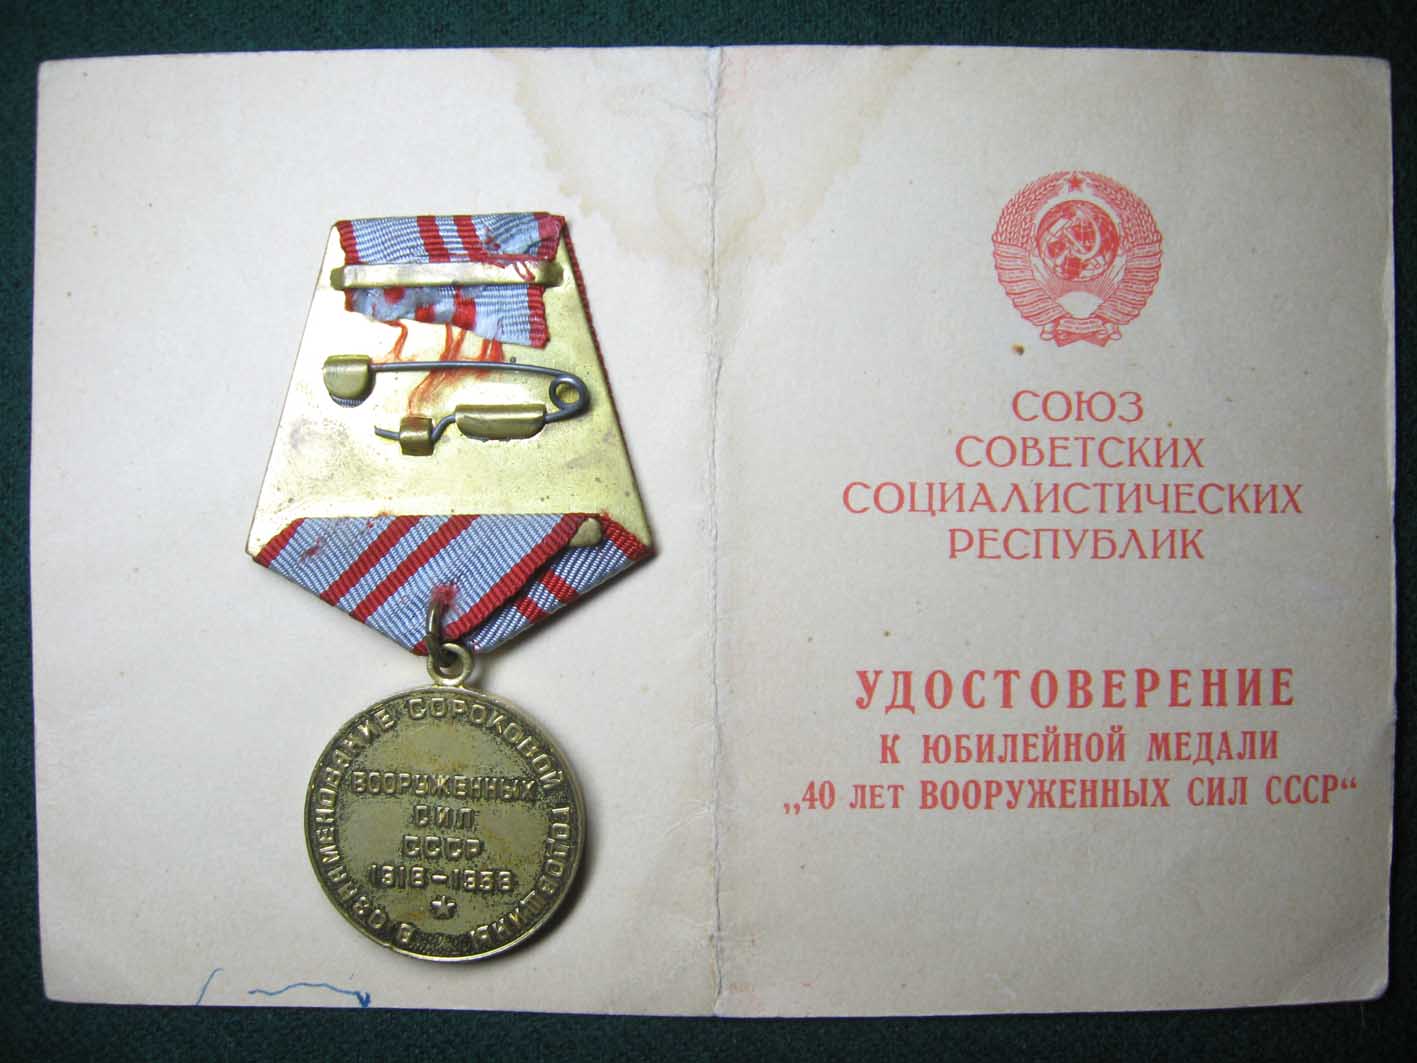 В ОЗНАМЕНОВАНИЕ СОРОКОВОЙ ГОДОВЩИНЫ
ВООРУЖЕННЫХ
СИЛ
СССР
1918-1958
СОЮЗ
СОВЕТСКИХ
СОЦИАЛИСТИЧЕСКИХ
РЕСПУБЛИК
УДОСТОВЕРЕНИЕ
К ЮБИЛЕЙНОЙ МЕДАЛИ
„40 ЛЕТ ВООРУЖЕННЫХ СИЛ СССР“